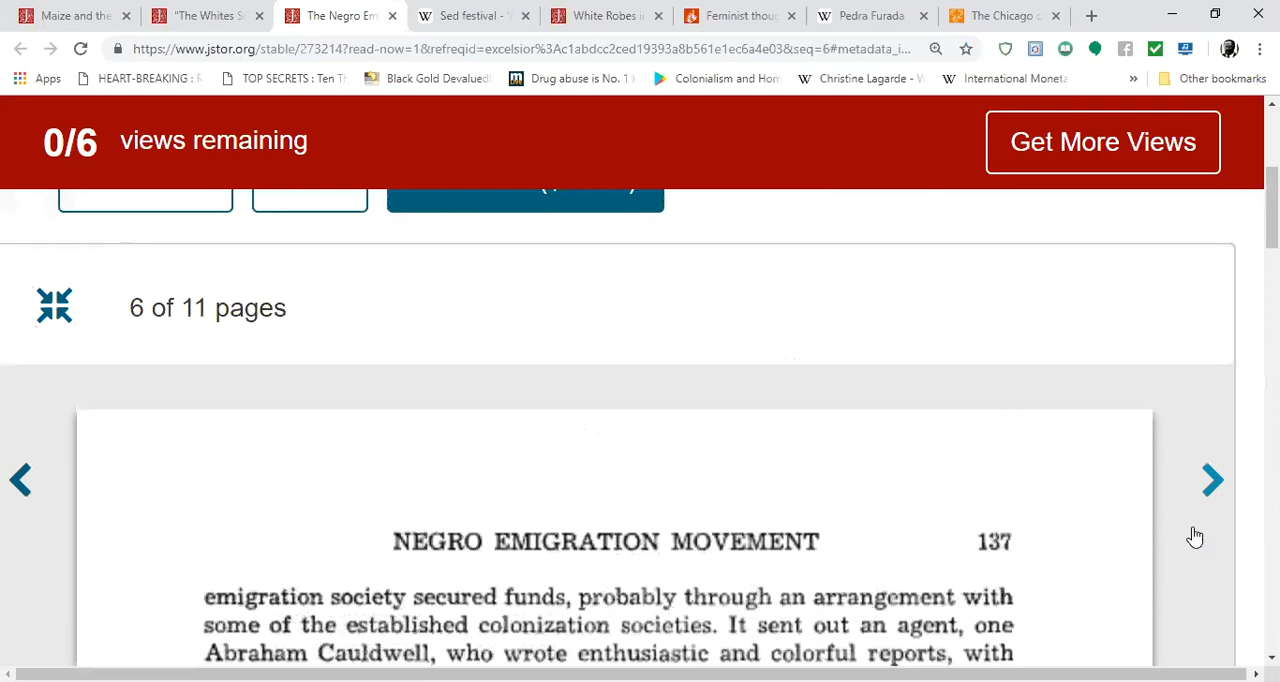 Maize and the
"The Whites S
The Negro Em
Sed festival -
White Robes i
Feminist thou
Pedra Furada
The Chicago
https://www.jstor.org/stable/273214?read-now=1&refreqid=excelsior%3Ac1abdcc2ced19393a8b561e1ec6a4e03&seq=6#metadata_i...
Apps
HEART-BREAKING :
TOP SECRETS : Ten Th
Black Gold Devalued
Drug abuse is No. 1
Colonialism and Hom
Christine Lagarde - W
International Moneta
»
Other bookmarks
0/6 views remaining
Get More Views
6 of 11 pages
NEGRO EMIGRATION MOVEMENT 137
emigration society secured funds, probably through an arrangement with
some of the established colonization societies. It sent out an agent, one
Abraham Cauldwell, who wrote enthusiastic and colorful reports, with